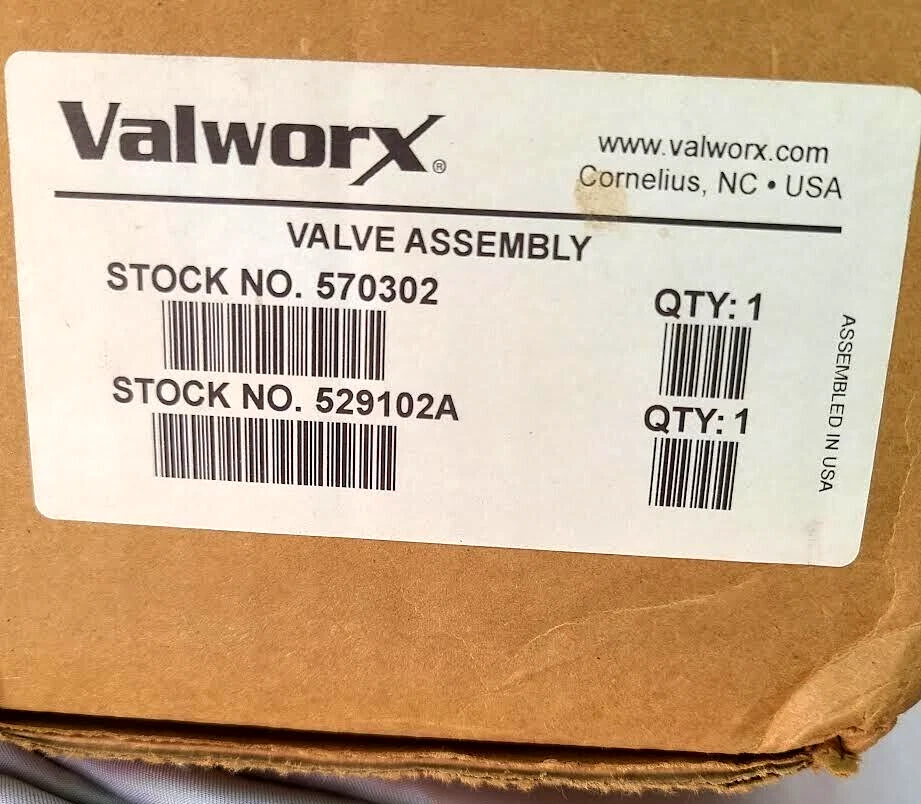 Valworx®
www.valworx.com
Cornelius, NC • USA
VALVE ASSEMBLY
STOCK NO. 570302
QTY: 1
STOCK NO. 529102A
QTY: 1
ASSEMBLED IN USA